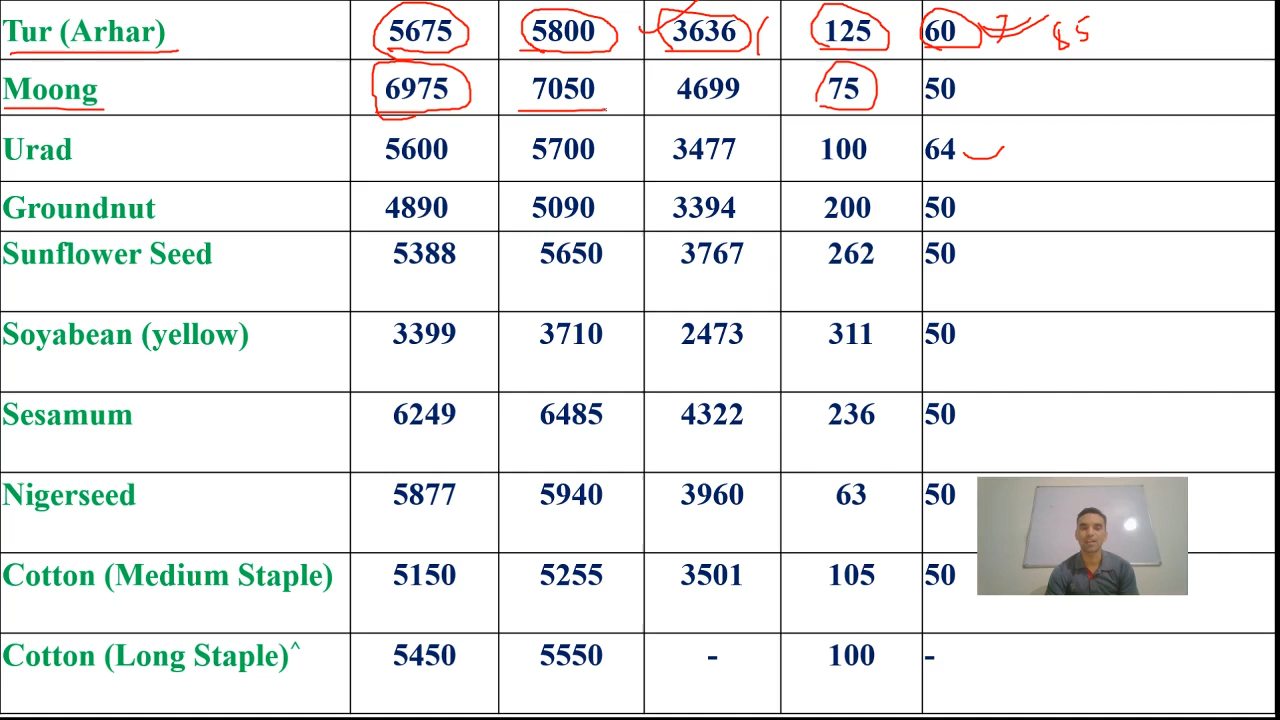 Tur (Arhar) 5675 5800 3636 125 60 85
Moong 6975 7050 4699 75 50
Urad 5600 5700 3477 100 64
Groundnut 4890 5090 3394 200 50
Sunflower Seed 5388 5650 3767 262 50
Soyabean (yellow) 3399 3710 2473 311 50
Sesamum 6249 6485 4322 236 50
Nigerseed 5877 5940 3960 63 50
Cotton (Medium Staple) 5150 5255 3501 105 50
Cotton (Long Staple)^ 5450 5550 - 100 -